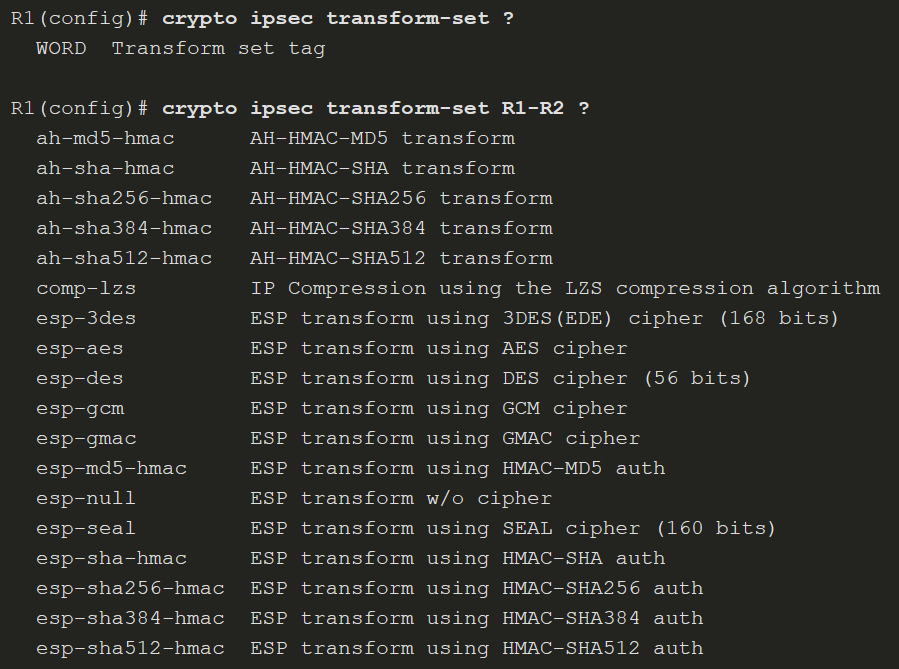 R1(config)# crypto ipsec transform-set ?
WORD  Transform set tag
R1(config)# crypto ipsec transform-set R1-R2 ?
ah-md5-hmac      AH-HMAC-MD5 transform
ah-sha-hmac      AH-HMAC-SHA transform
ah-sha256-hmac   AH-HMAC-SHA256 transform
ah-sha384-hmac   AH-HMAC-SHA384 transform
ah-sha512-hmac   AH-HMAC-SHA512 transform
comp-lzs         IP Compression using the LZS compression algorithm
esp-3des         ESP transform using 3DES(EDE) cipher (168 bits)
esp-aes          ESP transform using AES cipher
esp-des          ESP transform using DES cipher (56 bits)
esp-gcm          ESP transform using GCM cipher
esp-gmac         ESP transform using GMAC cipher
esp-md5-hmac     ESP transform using HMAC-MD5 auth
esp-null         ESP transform w/o cipher
esp-seal         ESP transform using SEAL cipher (160 bits)
esp-sha-hmac     ESP transform using HMAC-SHA auth
esp-sha256-hmac  ESP transform using HMAC-SHA256 auth
esp-sha384-hmac  ESP transform using HMAC-SHA384 auth
esp-sha512-hmac  ESP transform using HMAC-SHA512 auth